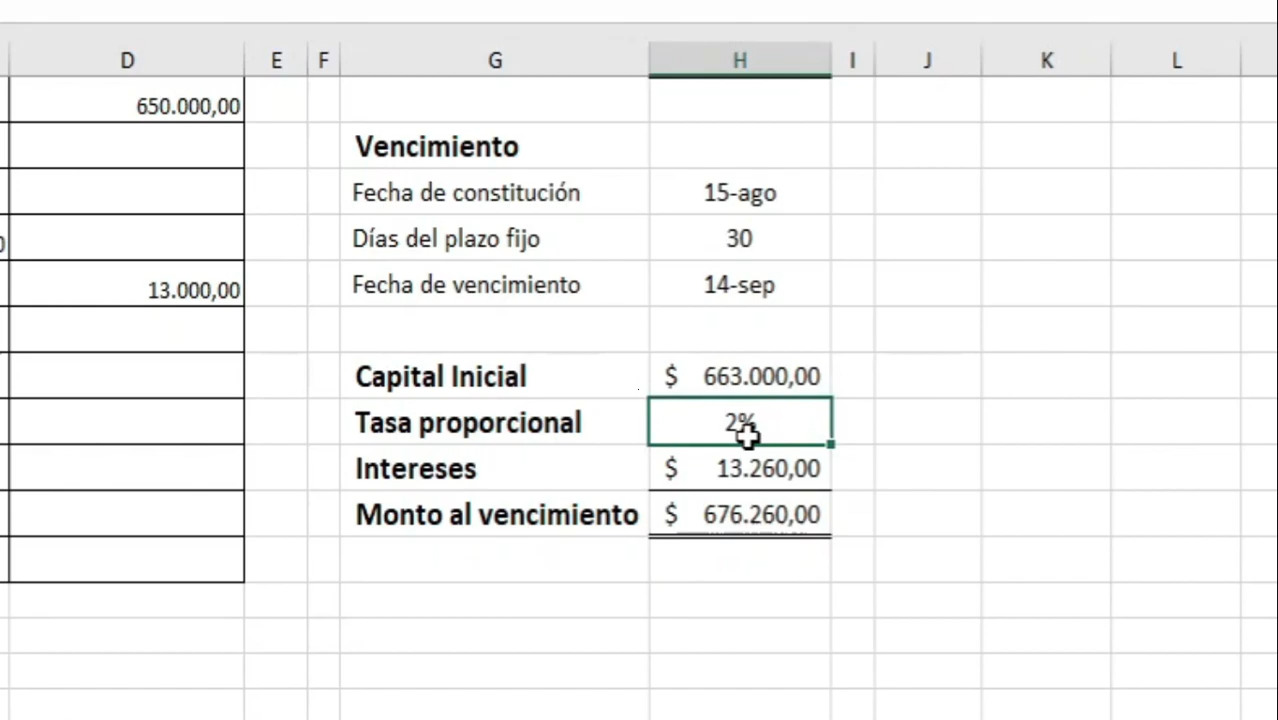 D E F G H I J K L
650.000,00
Vencimiento
Fecha de constitución 15-ago
Días del plazo fijo 30
0
Fecha de vencimiento 14-sep
13.000,00
Capital Inicial $ 663.000,00
Tasa proporcional 2%
Intereses $ 13.260,00
Monto al vencimiento $ 676.260,00